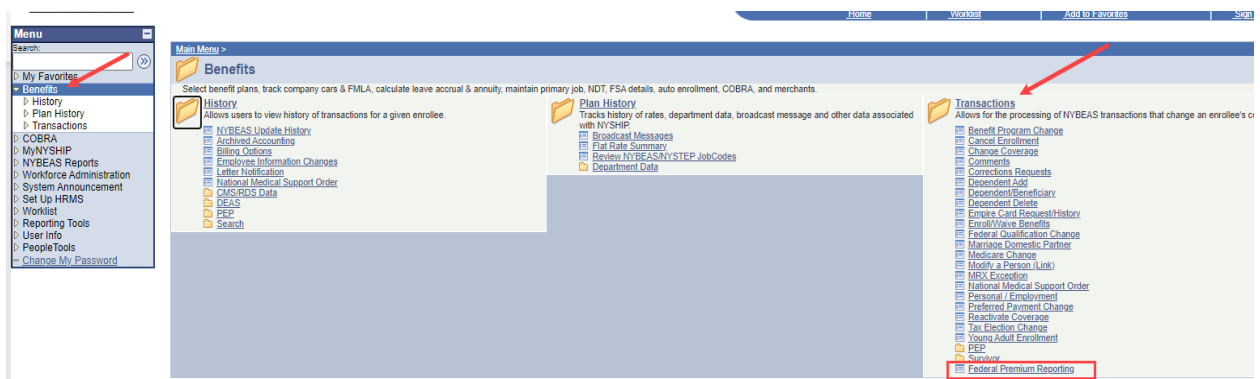 Home Worklist Add to Favorites Sign
Menu
Search:
My Favorites
Benefits
History
Plan History
Transactions
COBRA
MyNYSHIP
NYBEAS Reports
Workforce Administration
System Announcement
Set Up HRMS
Worklist
Reporting Tools
User Info
PeopleTools
Change My Password
Main Menu >
Benefits
Select benefit plans, track company cars & FMLA, calculate leave accrual & annuity, maintain primary job, NDT, FSA details, auto enrollment, COBRA, and merchants.
History
Allows users to view history of transactions for a given enrollee.
NYBEAS Update History
Archived Accounting
Billing Options
Employee Information Changes
Letter Notification
National Medical Support Order
CMS/RDS Data
DEAS
PEP
Search
Plan History
Tracks history of rates, department data, broadcast message and other data associated
with NYSHIP.
Broadcast Messages
Flat Rate Summary
Review NYBEAS/NYSTEP JobCodes
Department Data
Transactions
Allows for the processing of NYBEAS transactions that change an enrollee's co
Benefit Program Change
Cancel Enrollment
Change Coverage
Comments
Corrections Requests
Dependent Add
Dependent/Beneficiary
Dependent Delete
Empire Card Request/History
Enroll/Waive Benefits
Federal Qualification Change
Marriage Domestic Partner
Medicare Change
Modify a Person (Link)
MRX Exception
National Medical Support Order
Personal / Employment
Preferred Payment Change
Reactivate Coverage
Tax Election Change
Young Adult Enrollment
PEP
Survivor
Federal Premium Reporting